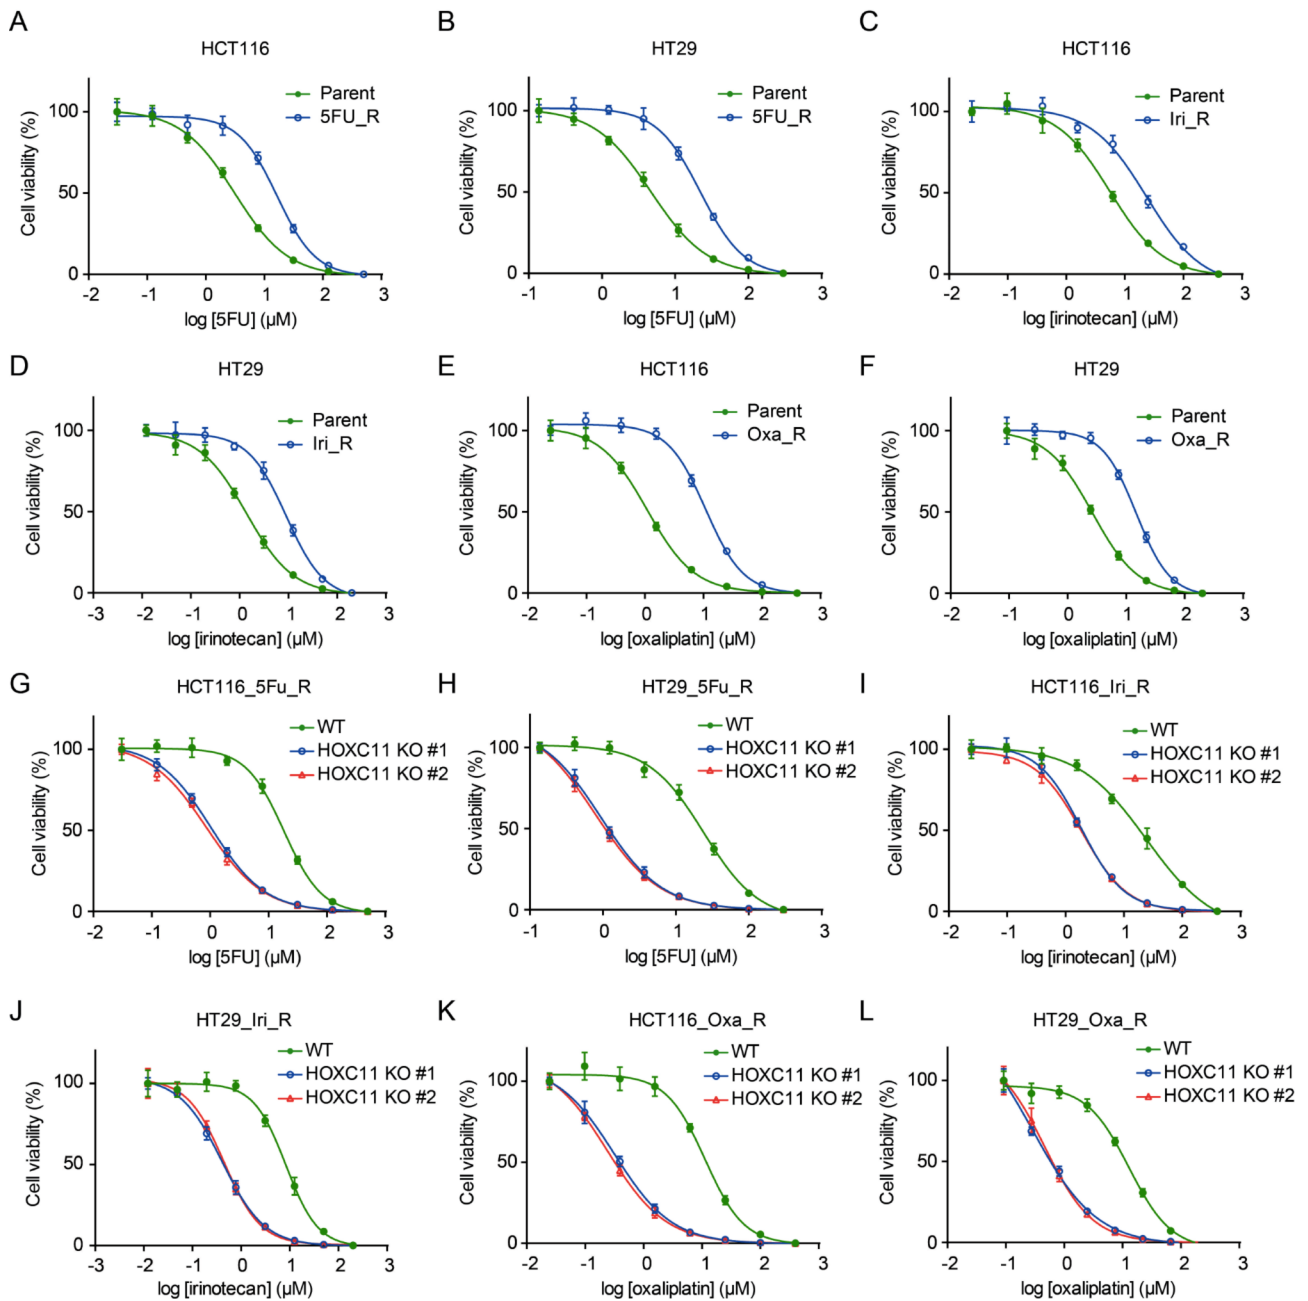 A
HCT116
Cell viability (%)
100
50
0
-2 -1 0 1 2 3
log [5FU] (µM)
Parent
5FU_R
B
HT29
Cell viability (%)
100
50
0
-1 0 1 2 3
log [5FU] (µM)
Parent
5FU_R
C
HCT116
Cell viability (%)
100
50
0
-2 -1 0 1 2 3
log [irinotecan] (µM)
Parent
Iri_R
D
HT29
Cell viability (%)
100
50
0
-3 -2 -1 0 1 2 3
log [irinotecan] (µM)
Parent
Iri_R
E
HCT116
Cell viability (%)
100
50
0
-2 -1 0 1 2 3
log [oxaliplatin] (µM)
Parent
Oxa_R
F
HT29
Cell viability (%)
100
50
0
-2 -1 0 1 2 3
log [oxaliplatin] (µM)
Parent
Oxa_R
G
HCT116_5Fu_R
Cell viability (%)
100
50
0
-2 -1 0 1 2 3
log [5FU] (µM)
WT
HOXC11 KO #1
HOXC11 KO #2
H
HT29_5Fu_R
Cell viability (%)
100
50
0
-1 0 1 2 3
log [5FU] (µM)
WT
HOXC11 KO #1
HOXC11 KO #2
I
HCT116_Iri_R
Cell viability (%)
100
50
0
-2 -1 0 1 2 3
log [irinotecan] (µM)
WT
HOXC11 KO #1
HOXC11 KO #2
J
HT29_Iri_R
Cell viability (%)
100
50
0
-3 -2 -1 0 1 2 3
log [irinotecan] (µM)
WT
HOXC11 KO #1
HOXC11 KO #2
K
HCT116_Oxa_R
Cell viability (%)
100
50
0
-2 -1 0 1 2 3
log [oxaliplatin] (µM)
WT
HOXC11 KO #1
HOXC11 KO #2
L
HT29_Oxa_R
Cell viability (%)
100
50
0
-2 -1 0 1 2 3
log [oxaliplatin] (µM)
WT
HOXC11 KO #1
HOXC11 KO #2